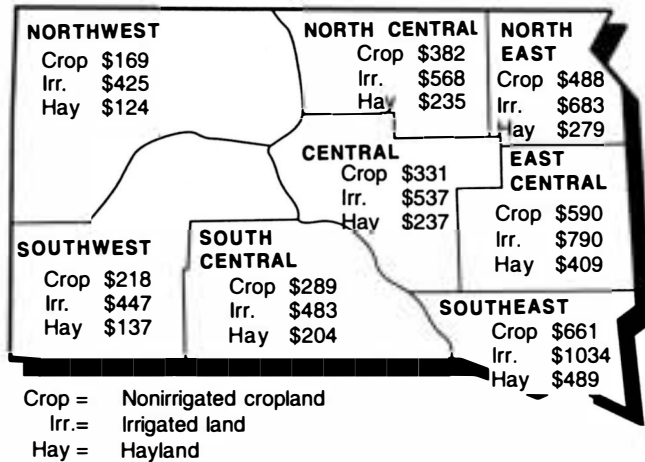 NORTHWEST
Crop $169
Irr. $425
Hay $124
NORTH CENTRAL
Crop $382
Irr. $568
Hay $235
NORTH
EAST
Crop $488
Irr. $683
Hay $279
CENTRAL
Crop $331
Irr. $537
Hay $237
EAST
CENTRAL
Crop $590
Irr. $790
Hay $409
SOUTHWEST
Crop $218
Irr. $447
Hay $137
SOUTH
CENTRAL
Crop $289
Irr. $483
Hay $204
SOUTHEAST
Crop $661
Irr. $1034
Hay $489
Crop = Nonirrigated cropland
Irr.= Irrigated land
Hay = Hayland